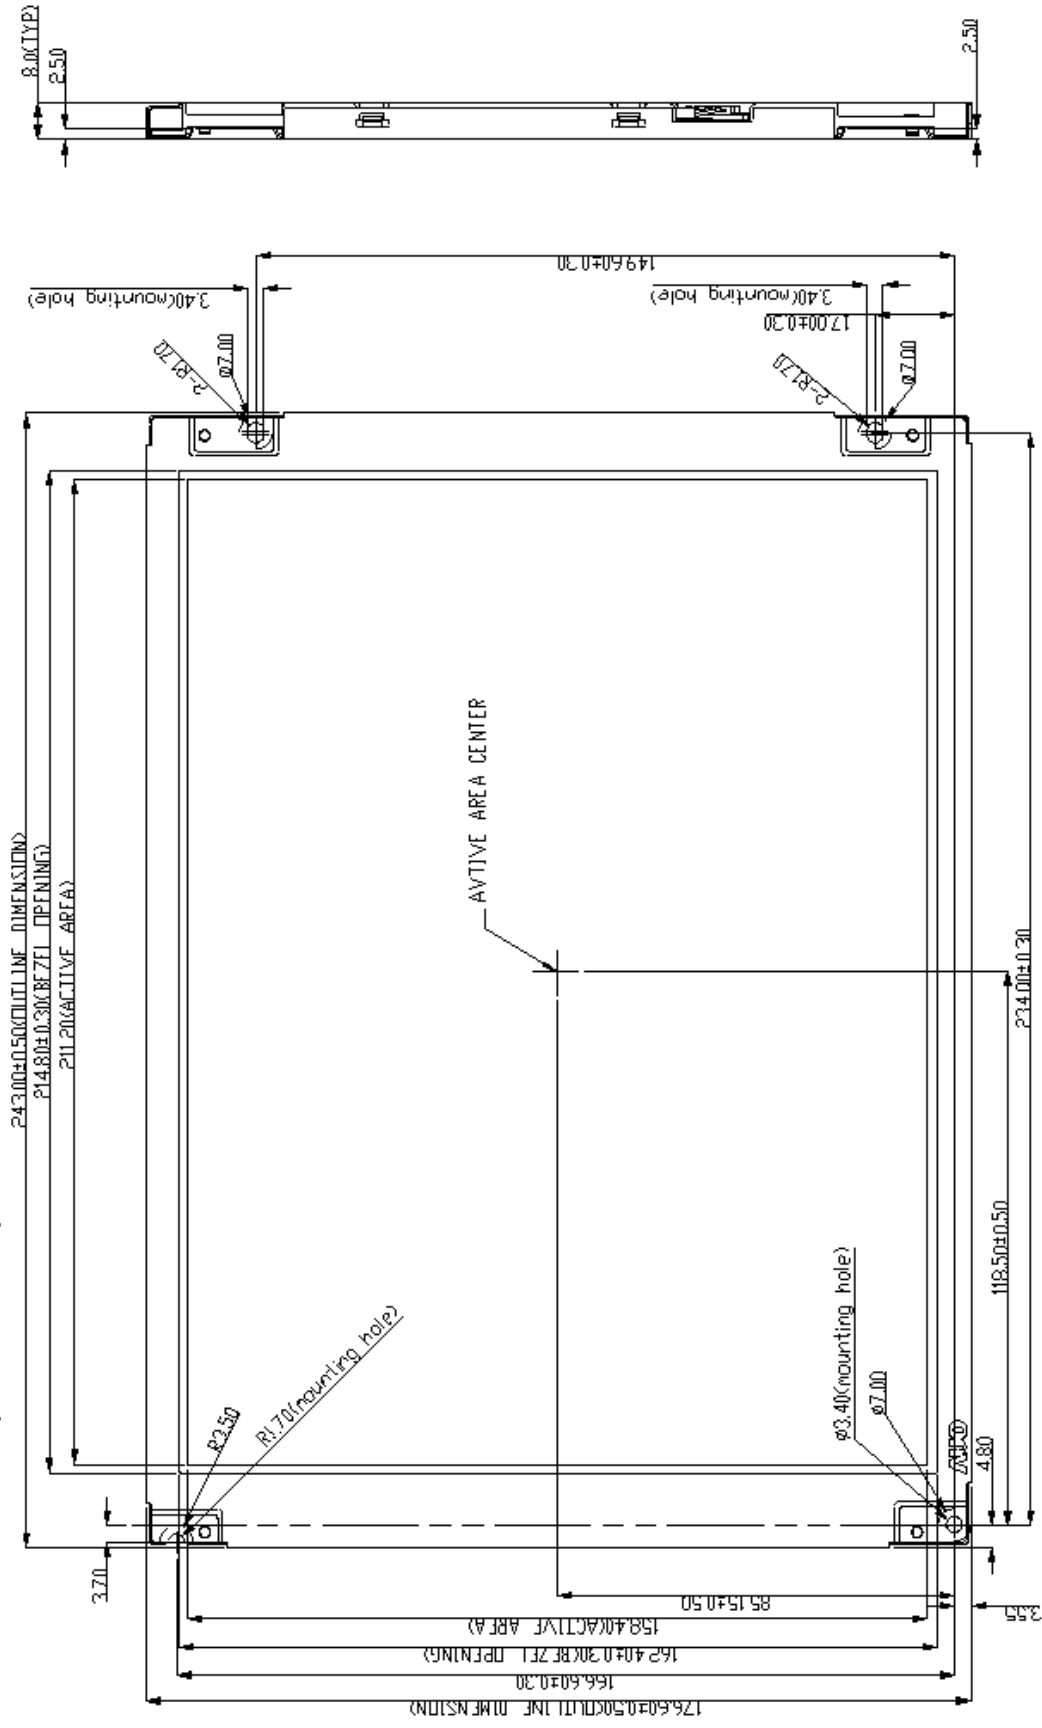 8.0(TYP)
2.50
2.50
149.60±0.30
3.40(mounting hole)
3.40(mounting hole)
17.00±0.30
2-R1.70
ø7.00
2-R1.70
ø7.00
AVTIVE AREA CENTER
243.00±0.50(OUTLINE DIMENSION)
214.80±0.30(BEZEL OPENING)
211.20(ACTIVE AREA)
234.00±0.30
118.50±0.50
R3.50
R1.70(mounting hole)
ø3.40(mounting hole)
ø7.00
AUO
4.80
3.70
85.15±0.50
3.55
158.40(ACTIVE AREA)
162.40±0.30(BEZEL OPENING)
166.60±0.30
176.60±0.50(OUTLINE DIMENSION)